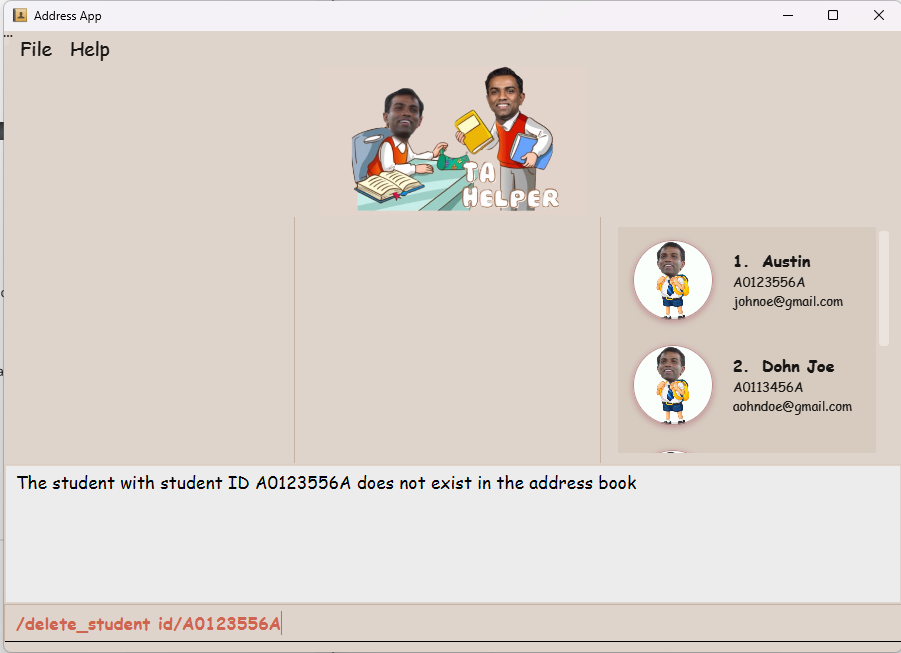 Address App
File Help
TA
HELPER
1. Austin
A0123556A
johnoe@gmail.com
2. Dohn Joe
A0113456A
aohndoe@gmail.com
The student with student ID A0123556A does not exist in the address book
/delete_student id/A0123556A